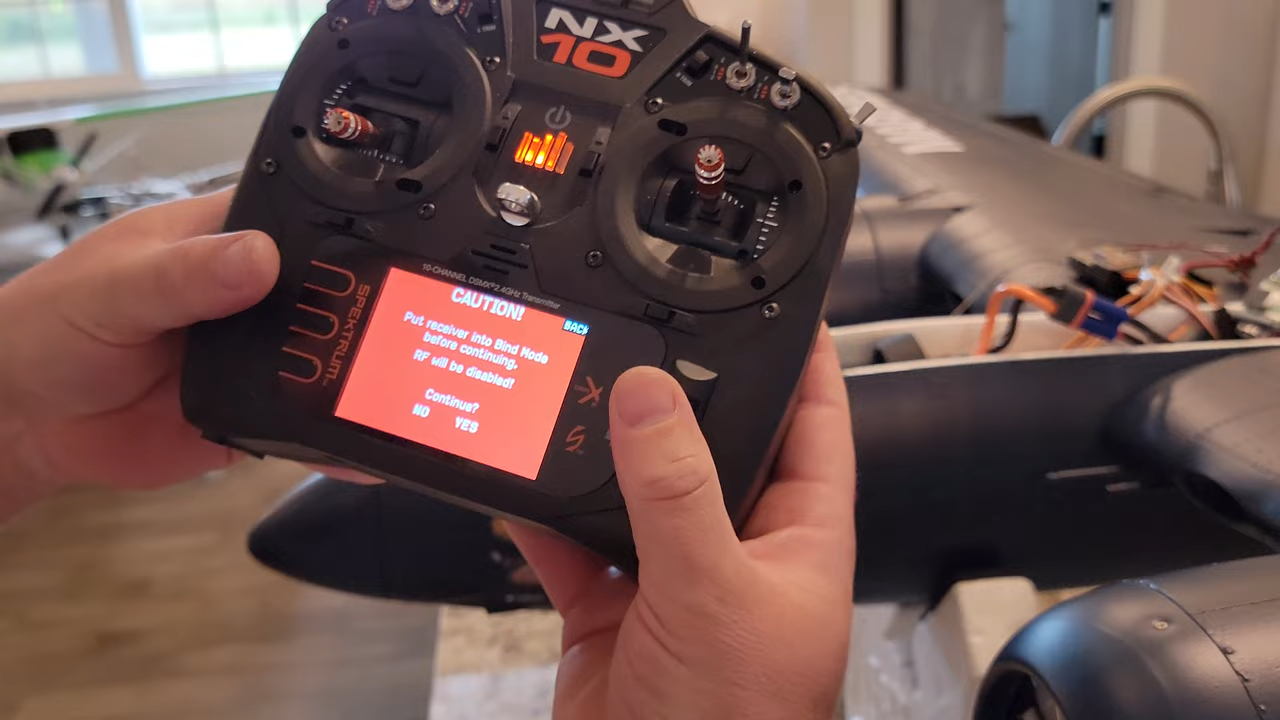 NX
10
SPEKTRUM
10-CHANNEL DSMX® 2.4GHz Transmitter
CAUTION!
BACK
Put receiver into Bind Mode
before continuing,
RF will be disabled!
Continue?
NO YES